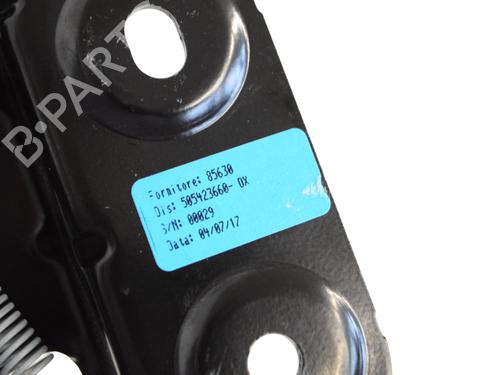 B-PARTS
Fornitore: 85630
Dis: 505423660- DX
S/N: 00029
Data: 04/07/17